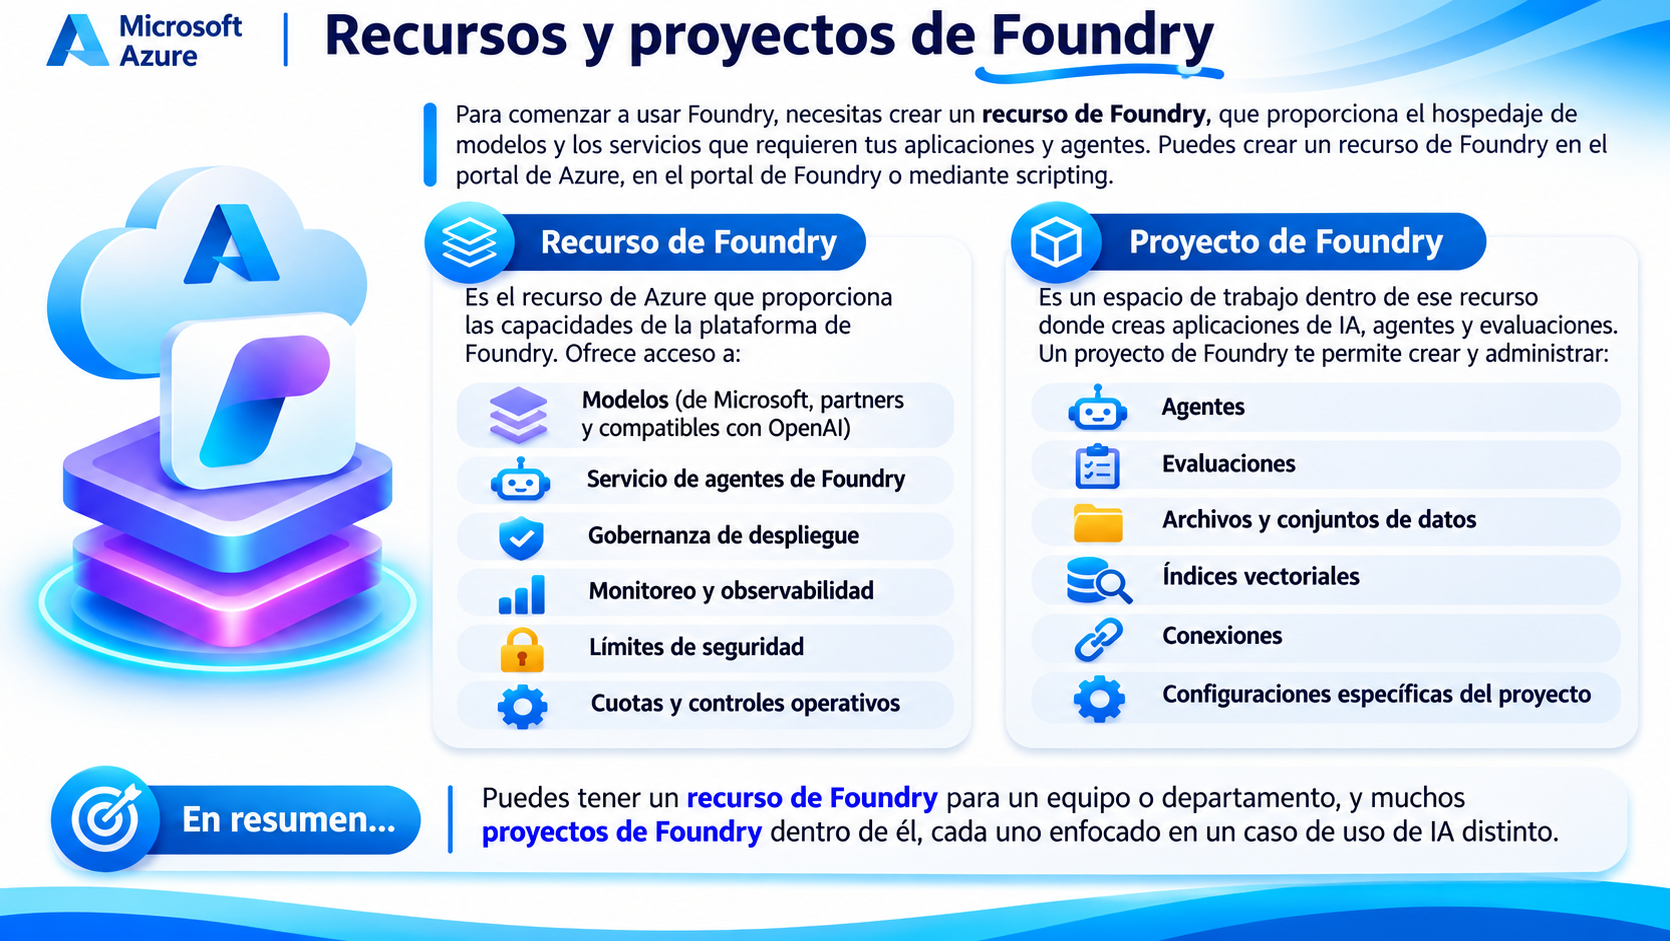 Microsoft
Azure
Recursos y proyectos de Foundry
Para comenzar a usar Foundry, necesitas crear un recurso de Foundry, que proporciona el hospedaje de
modelos y los servicios que requieren tus aplicaciones y agentes. Puedes crear un recurso de Foundry en el
portal de Azure, en el portal de Foundry o mediante scripting.
Recurso de Foundry
Es el recurso de Azure que proporciona
las capacidades de la plataforma de
Foundry. Ofrece acceso a:
Modelos (de Microsoft, partners
y compatibles con OpenAI)
Servicio de agentes de Foundry
Gobernanza de despliegue
Monitoreo y observabilidad
Límites de seguridad
Cuotas y controles operativos
Proyecto de Foundry
Es un espacio de trabajo dentro de ese recurso
donde creas aplicaciones de IA, agentes y evaluaciones.
Un proyecto de Foundry te permite crear y administrar:
Agentes
Evaluaciones
Archivos y conjuntos de datos
Índices vectoriales
Conexiones
Configuraciones específicas del proyecto
En resumen...
Puedes tener un recurso de Foundry para un equipo o departamento, y muchos
proyectos de Foundry dentro de él, cada uno enfocado en un caso de uso de IA distinto.